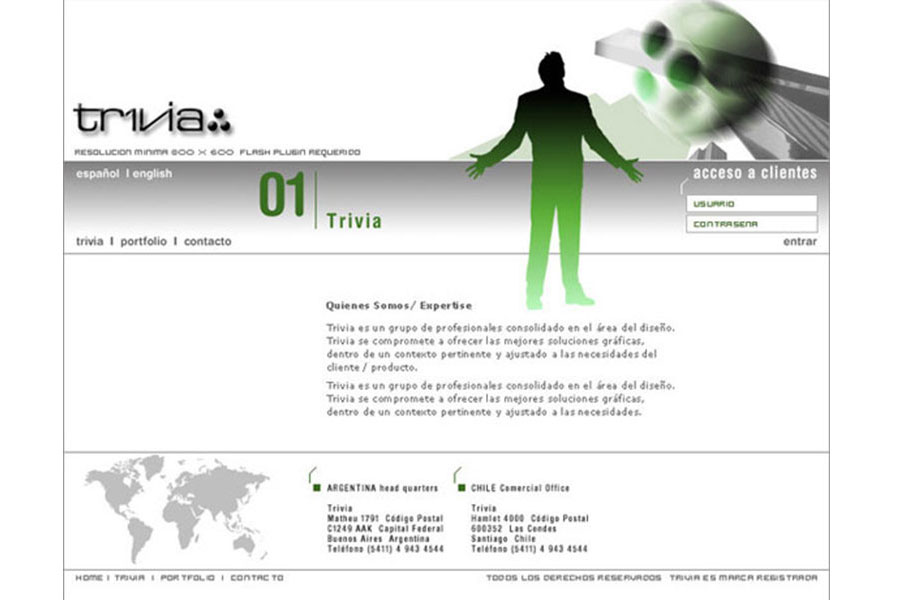 tr1via
RESOLUCION MINIMA 800 X 600 FLASH PLUGIN REQUERIDO
español I english
acceso a clientes
01
Trivia
USUARIO
CONTRASENA
trivia I portfolio I contacto
entrar
Quienes Somos/ Expertise
Trivia es un grupo de profesionales consolidado en el área del diseño.
Trivia se compromete a ofrecer las mejores soluciones gráficas,
dentro de un contexto pertinente y ajustado a las necesidades del
cliente / producto.
Trivia es un grupo de profesionales consolidado en el área del diseño.
Trivia se compromete a ofrecer las mejores soluciones gráficas,
dentro de un contexto pertinente y ajustado a las necesidades.
ARGENTINA head quarters
Trivia
Matheu 1791 Código Postal
C1249 AAK Capital Federal
Buenos Aires Argentina
Teléfono (5411) 4 943 4544
CHILE Comercial Office
Trivia
Hamlet 4000 Código Postal
600352 Las Condes
Santiago Chile
Teléfono (5411) 4 943 4544
HOME I TRIVIA I PORTFOLIO I CONTACTO
TODOS LOS DERECHOS RESERVADOS TRIVIA ES MARCA REGISTRADA